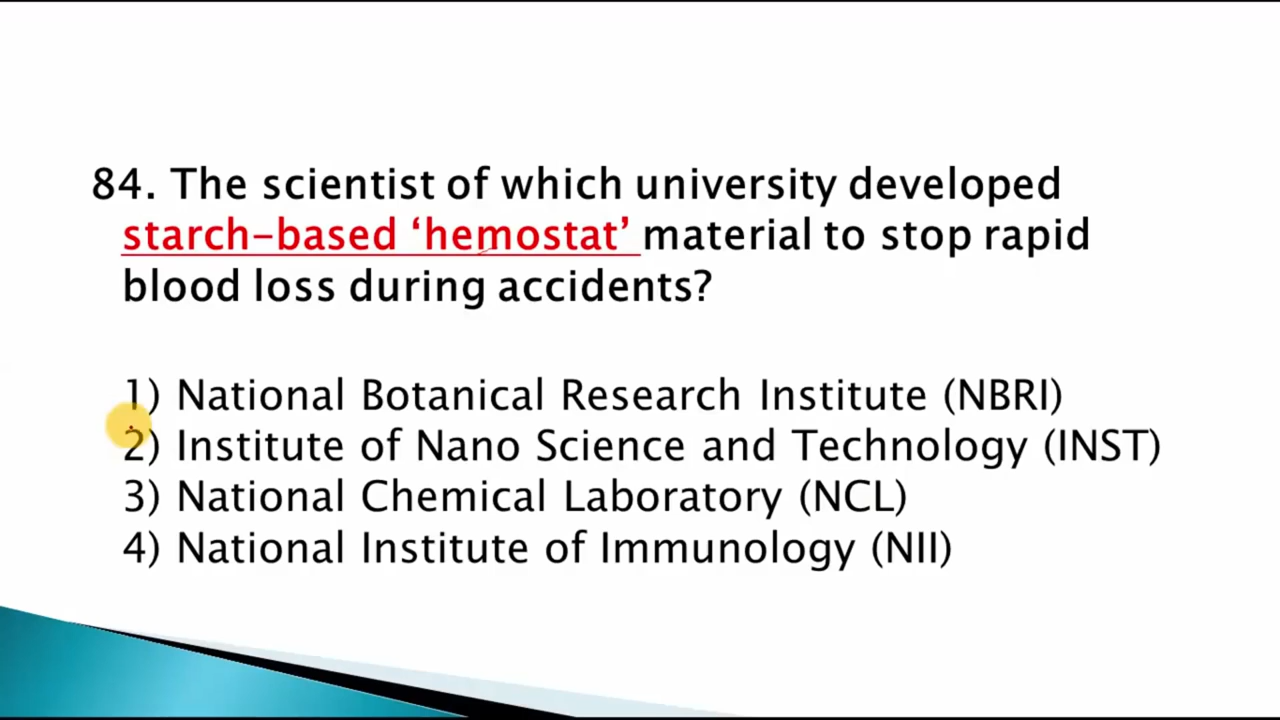 84. The scientist of which university developed
starch-based ‘hemostat’ material to stop rapid
blood loss during accidents?
1) National Botanical Research Institute (NBRI)
2) Institute of Nano Science and Technology (INST)
3) National Chemical Laboratory (NCL)
4) National Institute of Immunology (NII)